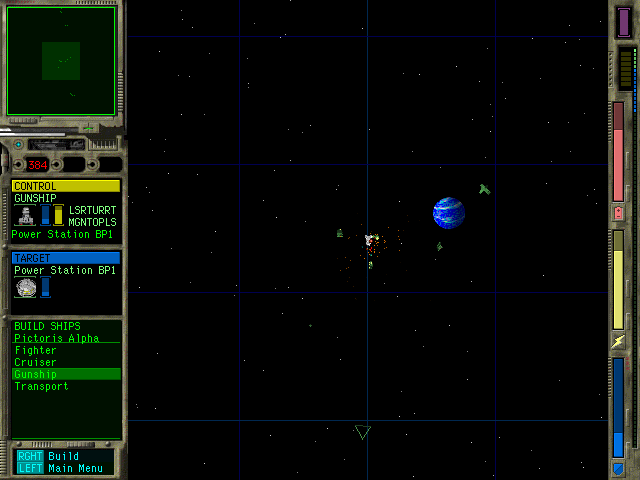 384
CONTROL
GUNSHIP
LSRTURRT
MGNTOPLS
Power Station BP1
TARGET
Power Station BP1
BUILD SHIPS
Pictoris Alpha
Fighter
Cruiser
Gunship
Transport
RGHT Build
LEFT Main Menu